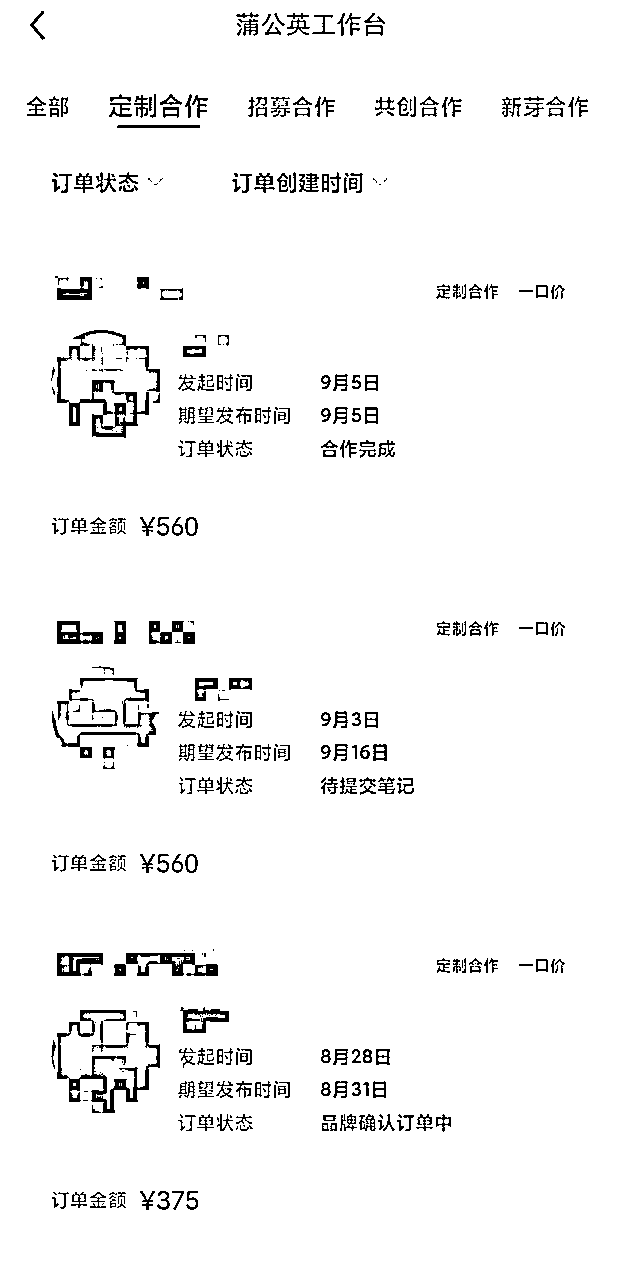 蒲公英工作台
全部 定制合作 招募合作 共创合作 新芽合作
订单状态 订单创建时间
定制合作 一口价
发起时间 9月5日
期望发布时间 9月5日
订单状态 合作完成
订单金额 ¥560
定制合作 一口价
发起时间 9月3日
期望发布时间 9月16日
订单状态 待提交笔记
订单金额 ¥560
定制合作 一口价
发起时间 8月28日
期望发布时间 8月31日
订单状态 品牌确认订单中
订单金额 ¥375